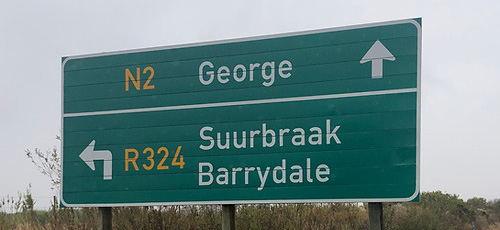 N2 George
Suurbraak
R324
Barrydale